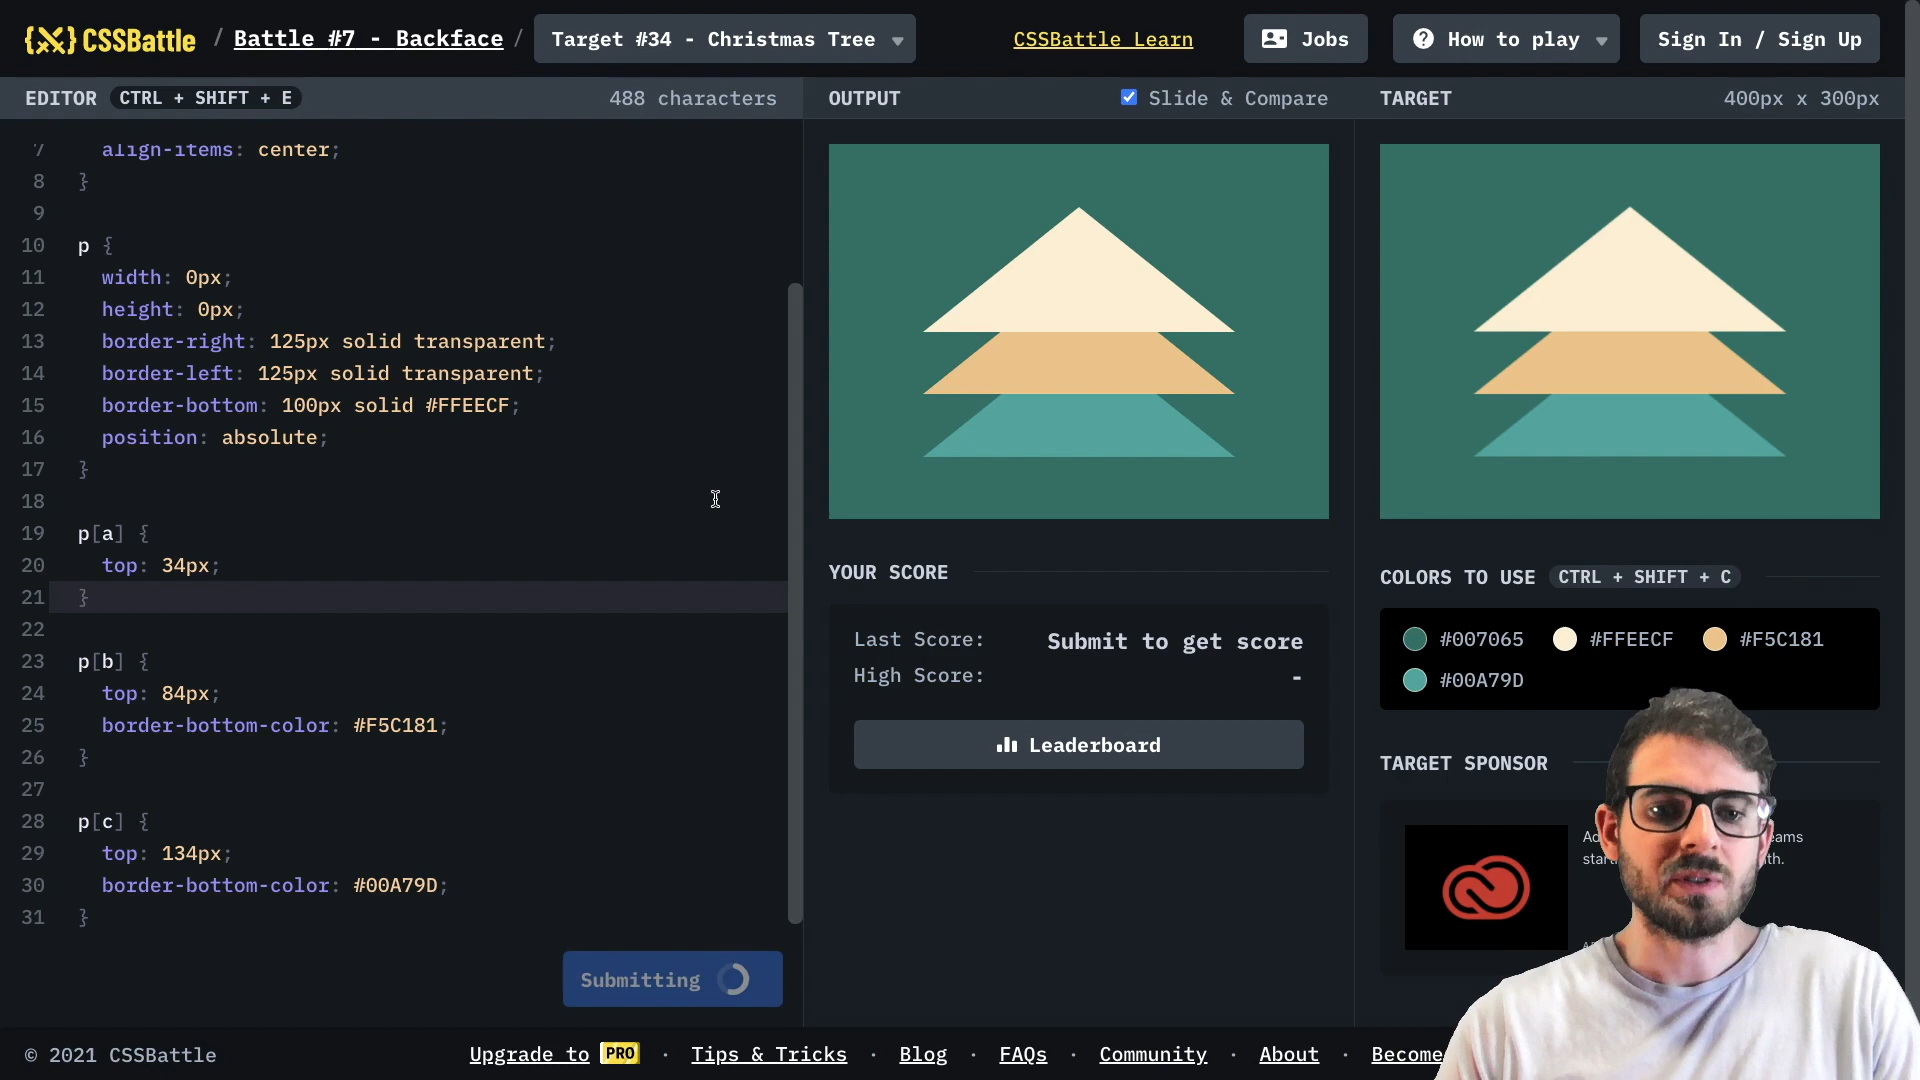 CSSBattle / Battle #7 - Backface / Target #34 - Christmas Tree
CSSBattle Learn
Jobs
How to play
Sign In / Sign Up
EDITOR CTRL + SHIFT + E 488 characters
OUTPUT Slide & Compare
TARGET 400px x 300px
7 align-items: center;
8 }
9
10 p {
11 width: 0px;
12 height: 0px;
13 border-right: 125px solid transparent;
14 border-left: 125px solid transparent;
15 border-bottom: 100px solid #FFEECF;
16 position: absolute;
17 }
18
19 p[a] {
20 top: 34px;
21 }
22
23 p[b] {
24 top: 84px;
25 border-bottom-color: #F5C181;
26 }
27
28 p[c] {
29 top: 134px;
30 border-bottom-color: #00A79D;
31 }
Submitting
YOUR SCORE
Last Score: Submit to get score
High Score: -
Leaderboard
COLORS TO USE CTRL + SHIFT + C
#007065 #FFEECF #F5C181
#00A79D
TARGET SPONSOR
© 2021 CSSBattle
Upgrade to PRO · Tips & Tricks · Blog · FAQs · Community · About · Become